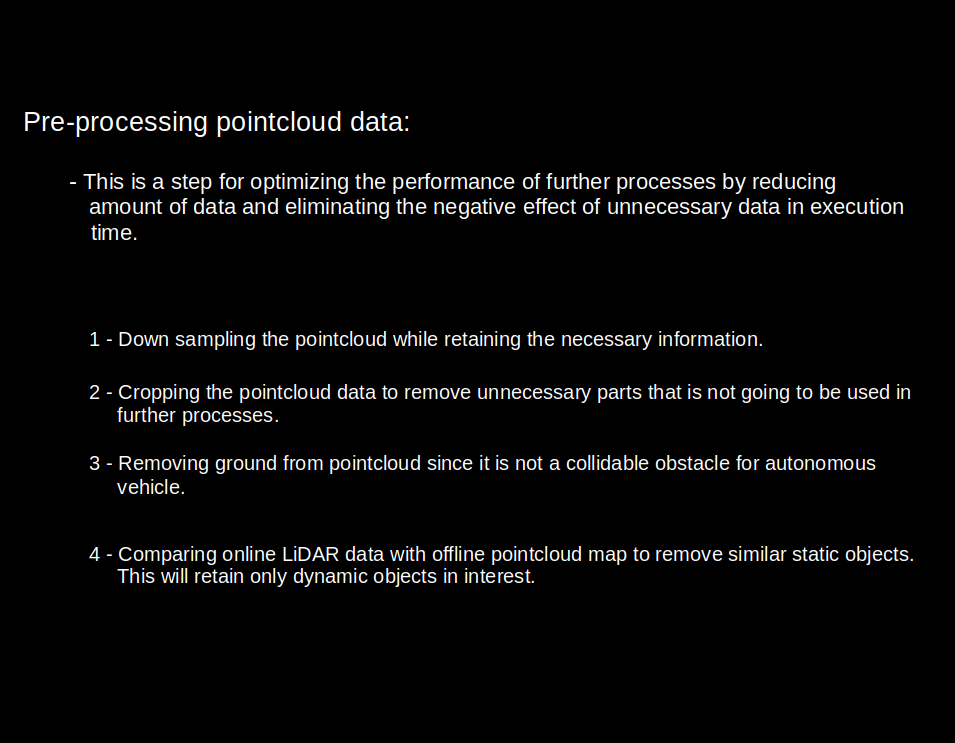 Pre-processing pointcloud data:
- This is a step for optimizing the performance of further processes by reducing
amount of data and eliminating the negative effect of unnecessary data in execution
time.
1 - Down sampling the pointcloud while retaining the necessary information.
2 - Cropping the pointcloud data to remove unnecessary parts that is not going to be used in
further processes.
3 - Removing ground from pointcloud since it is not a collidable obstacle for autonomous
vehicle.
4 - Comparing online LiDAR data with offline pointcloud map to remove similar static objects.
This will retain only dynamic objects in interest.